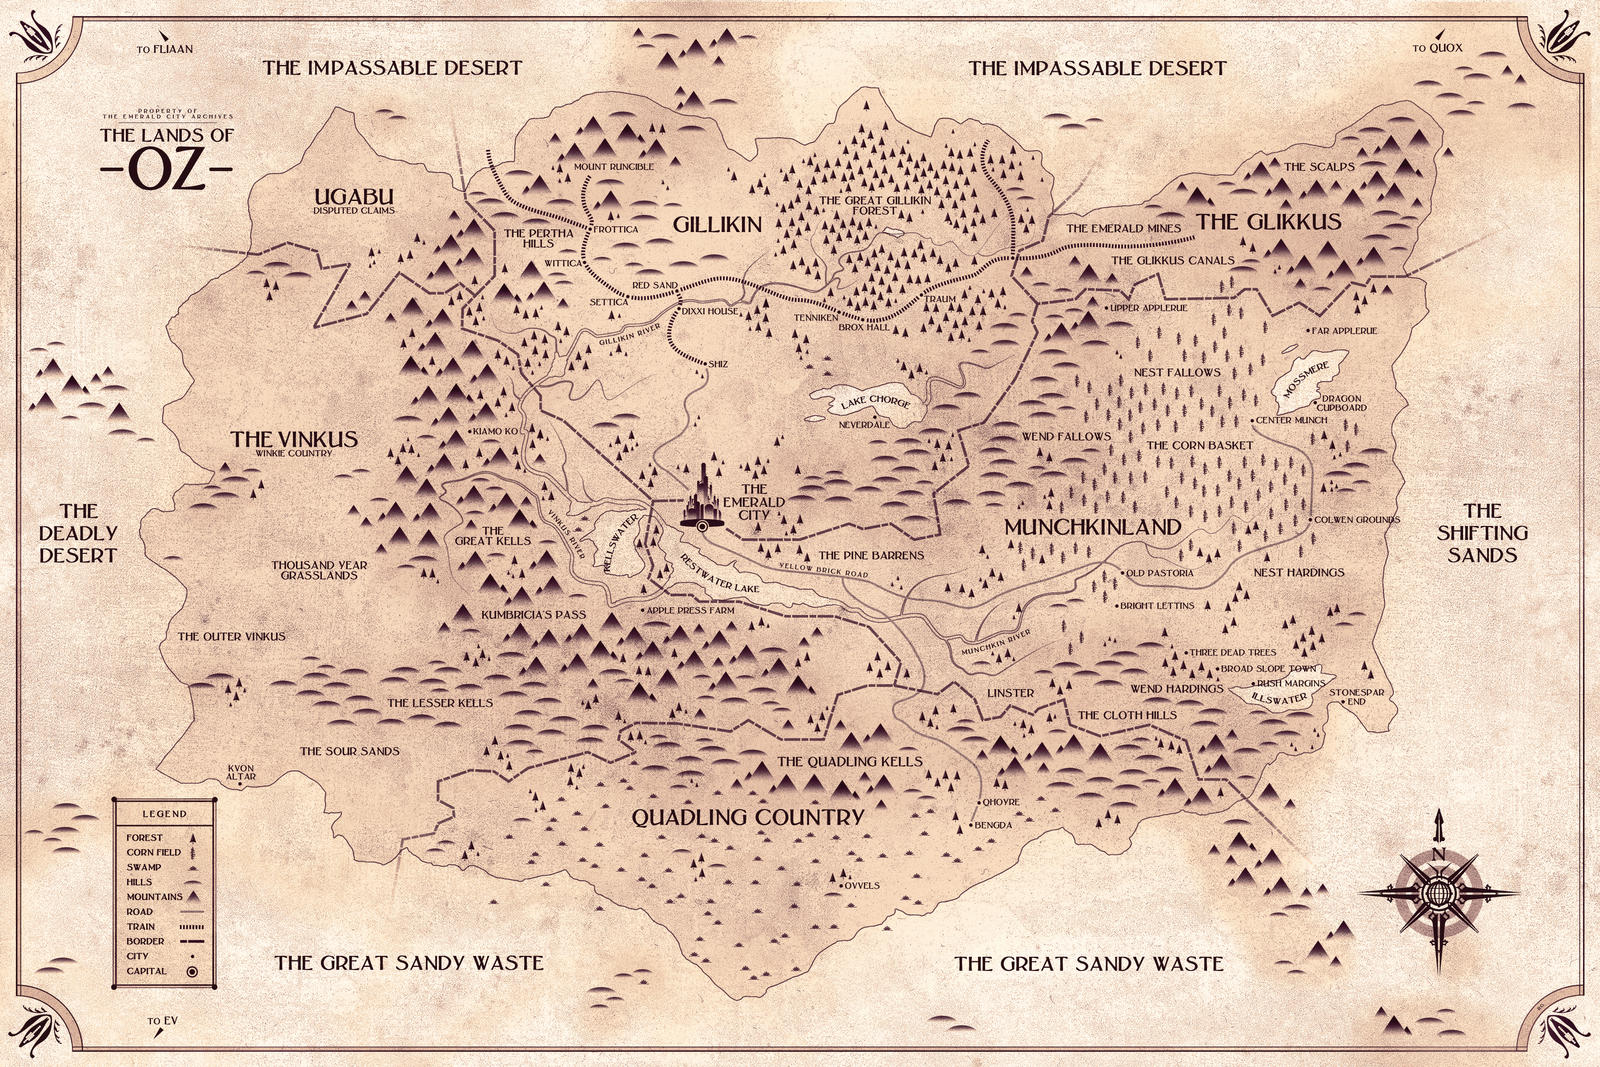 TO FLIAAN
TO QUOX
THE IMPASSABLE DESERT
THE IMPASSABLE DESERT
PROPERTY OF
THE EMERALD CITY ARCHIVES
THE LANDS OF
-OZ-
UGABU
DISPUTED CLAIMS
MOUNT RUNCIBLE
THE PERTHA
HILLS
FROTTICA
WITTICA
SETTICA
RED SAND
DIXXI HOUSE
GILLIKIN
THE GREAT GILLIKIN
FOREST
GILLIKIN RIVER
SHIZ
TENNIKEN
BROX HALL
TRAUM
THE SCALPS
THE EMERALD MINES
THE GLIKKUS
THE GLIKKUS CANALS
UPPER APPLERUE
FAR APPLERUE
NEST FALLOWS
MOSSMERE
DRAGON
CUPBOARD
CENTER MUNCH
LAKE CHORGE
NEVERDALE
WEND FALLOWS
THE CORN BASKET
THE VINKUS
WINKIE COUNTRY
KIAMO KO
THE
DEADLY
DESERT
THE
GREAT KELLS
VINKUS RIVER
KELLSWATER
THE
EMERALD
CITY
MUNCHKINLAND
COLWEN GROUNDS
THE
SHIFTING
SANDS
THE PINE BARRENS
YELLOW BRICK ROAD
RESTWATER LAKE
OLD PASTORIA
NEST HARDINGS
BRIGHT LETTINS
THOUSAND YEAR
GRASSLANDS
KUMBRICIA'S PASS
APPLE PRESS FARM
THE OUTER VINKUS
MUNCHKIN RIVER
THREE DEAD TREES
BROAD SLOPE TOWN
RUSH MARGINS
ILLSWATER
STONESPAR
END
WEND HARDINGS
LINSTER
THE CLOTH HILLS
THE LESSER KELLS
THE SOUR SANDS
KVON
ALTAR
THE QUADLING KELLS
QUADLING COUNTRY
QHOYRE
BENGDA
OVVELS
LEGEND
FOREST
CORN FIELD
SWAMP
HILLS
MOUNTAINS
ROAD
TRAIN
BORDER
CITY
CAPITAL
N
THE GREAT SANDY WASTE
THE GREAT SANDY WASTE
TO EV